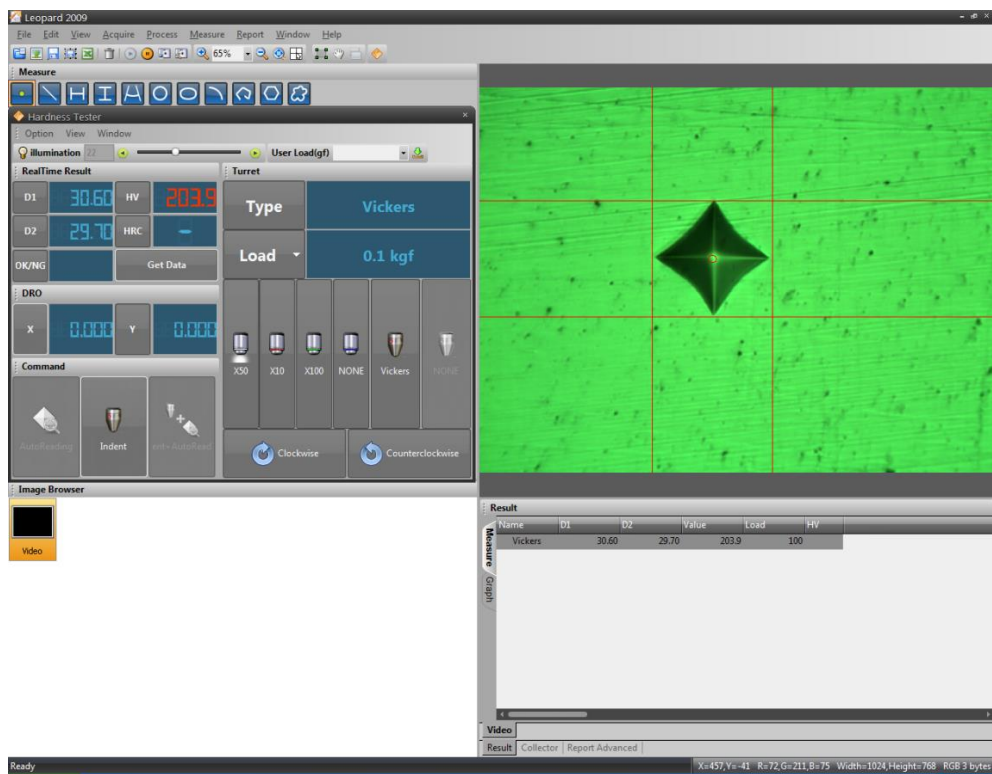 Leopard 2009
File Edit View Acquire Process Measure Report Window Help
65%
Measure
Hardness Tester
Option View Window
illumination 22 User Load(gf)
RealTime Result
D1 30.60 HV 203.9
D2 29.70 HRC -
OK/NG Get Data
DRO
X 0.000 Y 0.000
Command
AutoReading Indent
Turret
Type Vickers
Load 0.1 kgf
X50 X10 X100 NONE Vickers NONE
Clockwise Counterclockwise
Image Browser
Video
Result
Measure
Graph
Name D1 D2 Value Load HV
Vickers 30.60 29.70 203.9 100
Video
Result Collector Report Advanced
Ready X=457,Y=-41 R=72,G=211,B=75 Width=1024,Height=768 RGB 3 bytes